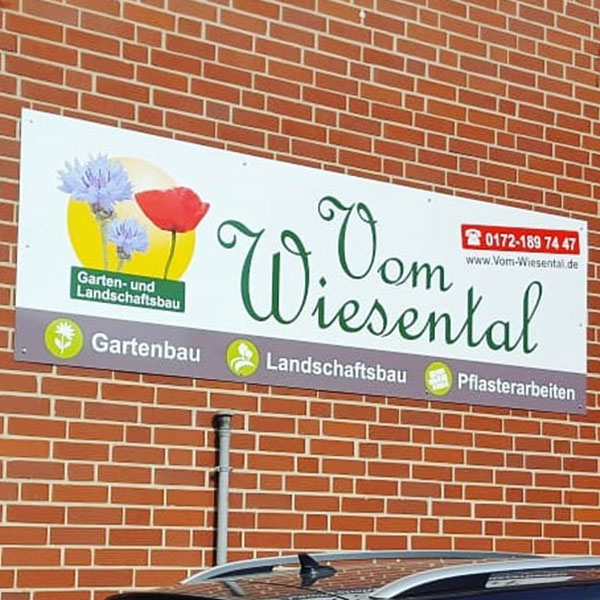 Vom
Wiesental
Garten- und
Landschaftsbau
0172-189 74 47
www.Vom-Wiesental.de
Gartenbau
Landschaftsbau
Pflasterarbeiten